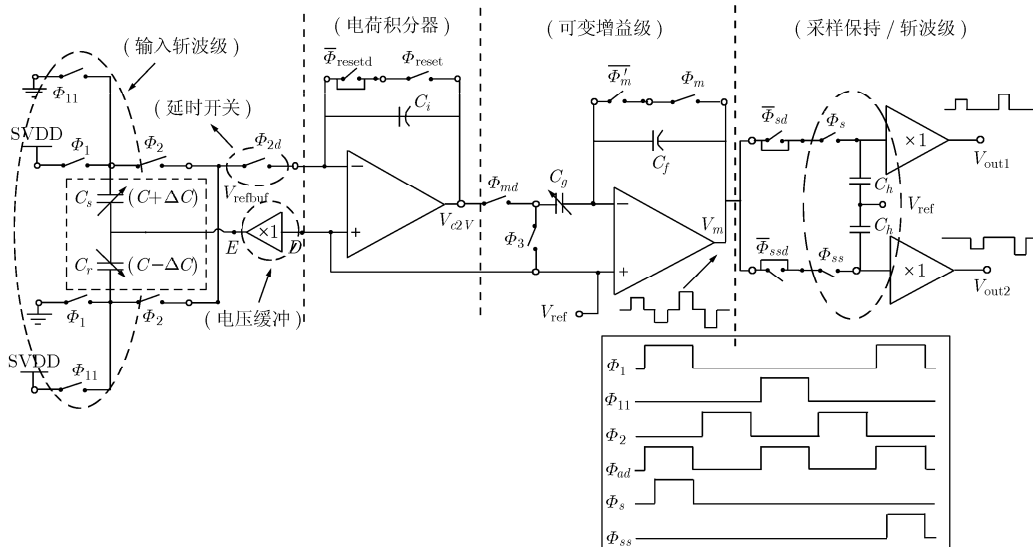 (输入斩波级)
(电荷积分器)
(可变增益级)
(采样保持/斩波级)
Φ11
SVDD
(延时开关)
Φ̅resetd
Φreset
Ci
Φ̅'m
Φm
Cf
Φ̅sd
Φs
×1
Vout1
Φ1
Φ2
Φ2d
Vrefbuf
−
+
Vc2V
Φmd
Cg
Φ3
−
+
Vm
Cs
(C+ΔC)
Cr
(C−ΔC)
E
×1
D
Ch
Vref
Ch
Φ̅ssd
Φss
×1
Vout2
Φ1
Φ2
(电压缓冲)
Vref
SVDD
Φ11
Φ1
Φ11
Φ2
Φad
Φs
Φss